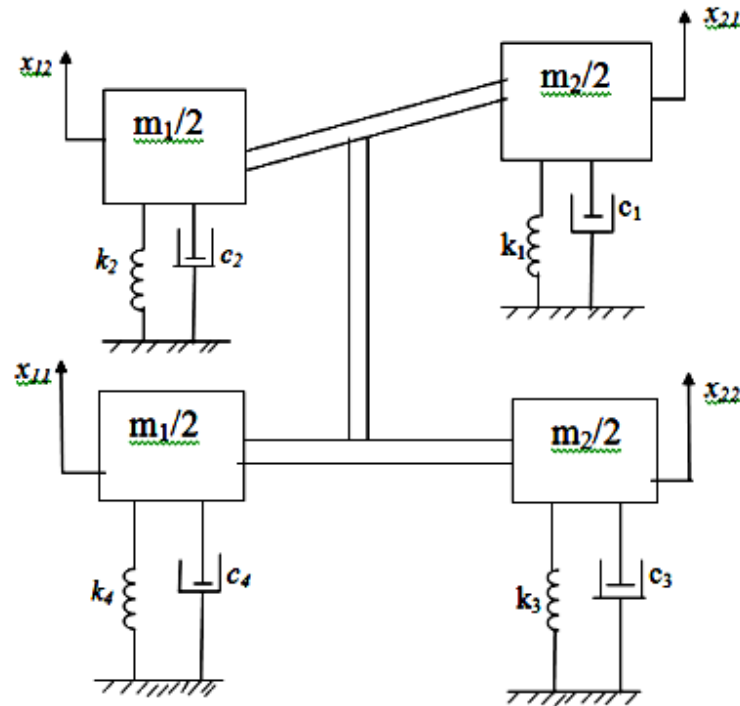 x₂₁
x₁₂
m₂/2
m₁/2
c₁
k₁
c₂
k₂
x₁₁
x₂₂
m₁/2
m₂/2
c₄
k₄
c₃
k₃